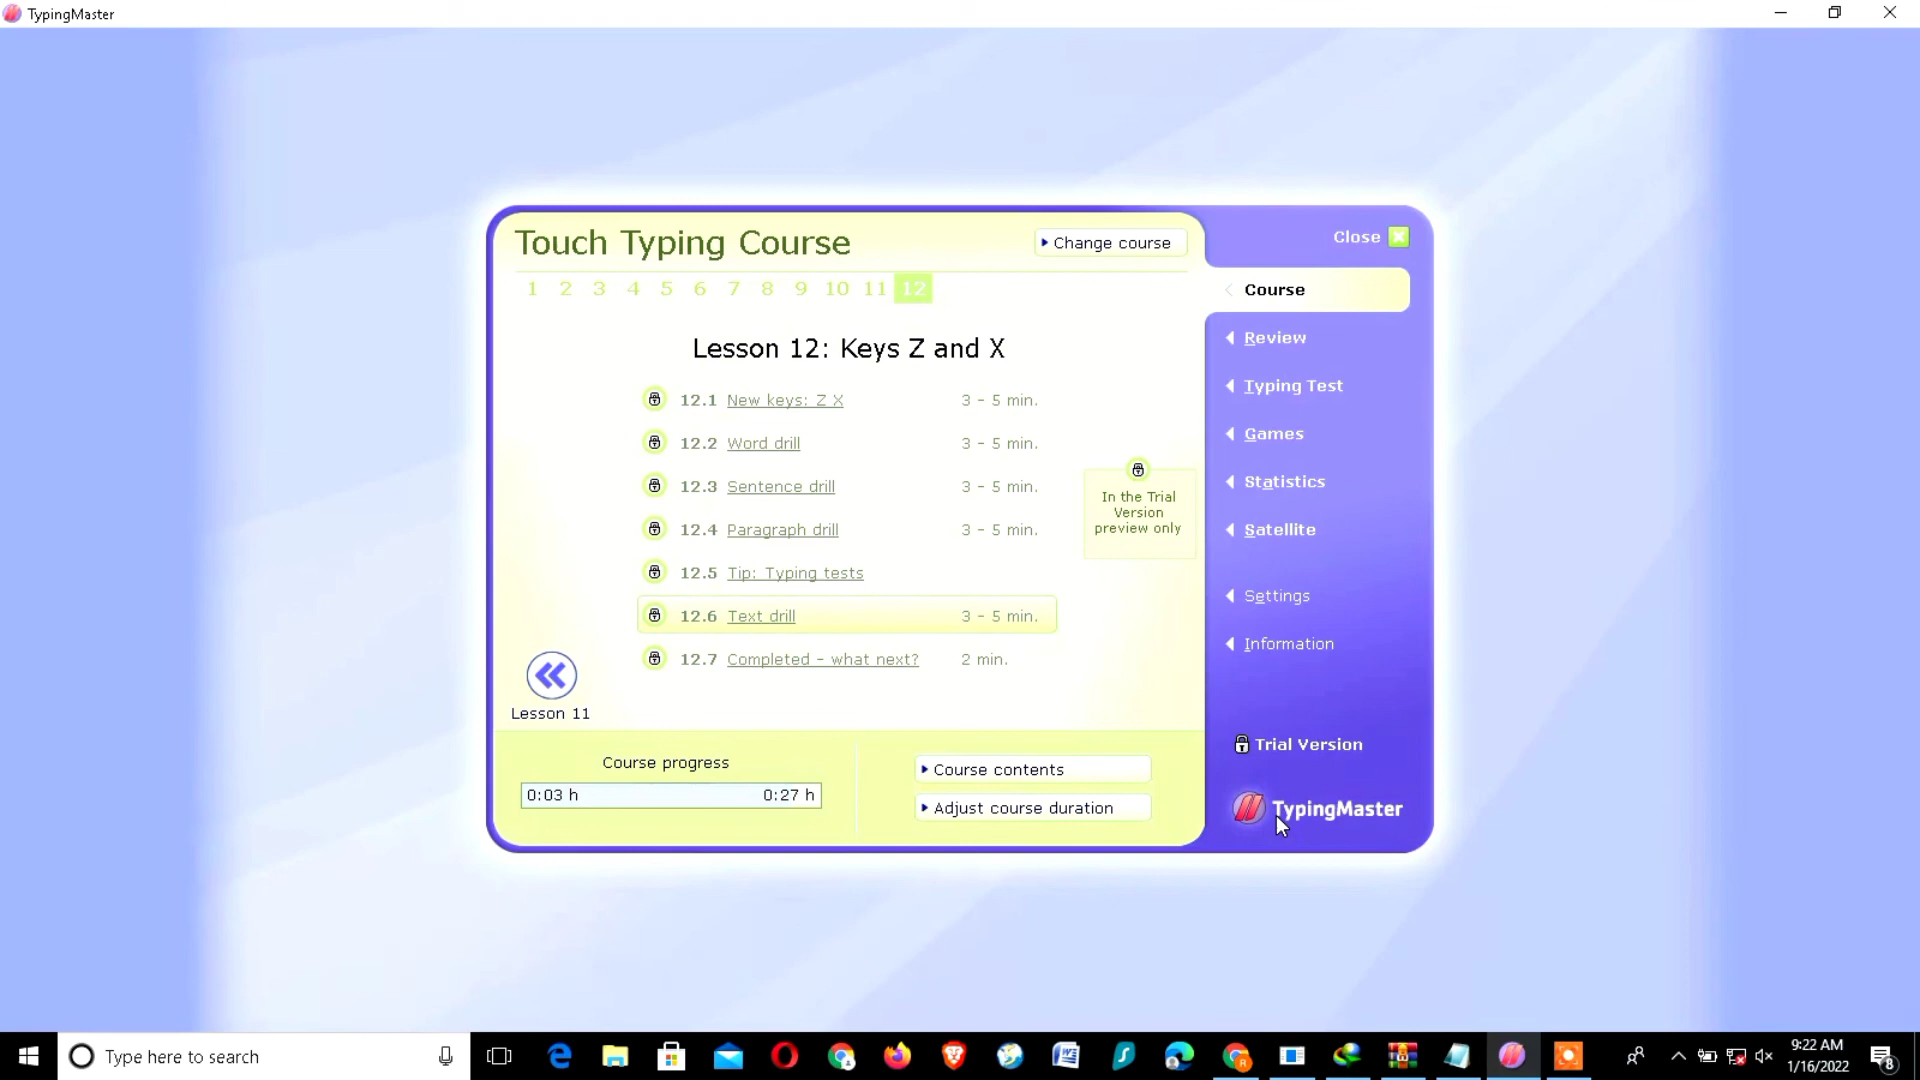 TypingMaster
Touch Typing Course
Change course
Close
1 2 3 4 5 6 7 8 9 10 11 12
Course
Lesson 12: Keys Z and X
Review
12.1 New keys: Z X 3 - 5 min.
Typing Test
12.2 Word drill 3 - 5 min.
Games
12.3 Sentence drill 3 - 5 min.
Statistics
12.4 Paragraph drill 3 - 5 min.
In the Trial
Version
preview only
Satellite
12.5 Tip: Typing tests
12.6 Text drill 3 - 5 min.
Settings
12.7 Completed - what next? 2 min.
Information
Lesson 11
Trial Version
Course progress
0:03 h 0:27 h
Course contents
Adjust course duration
TypingMaster
Type here to search
9:22 AM
1/16/2022
8